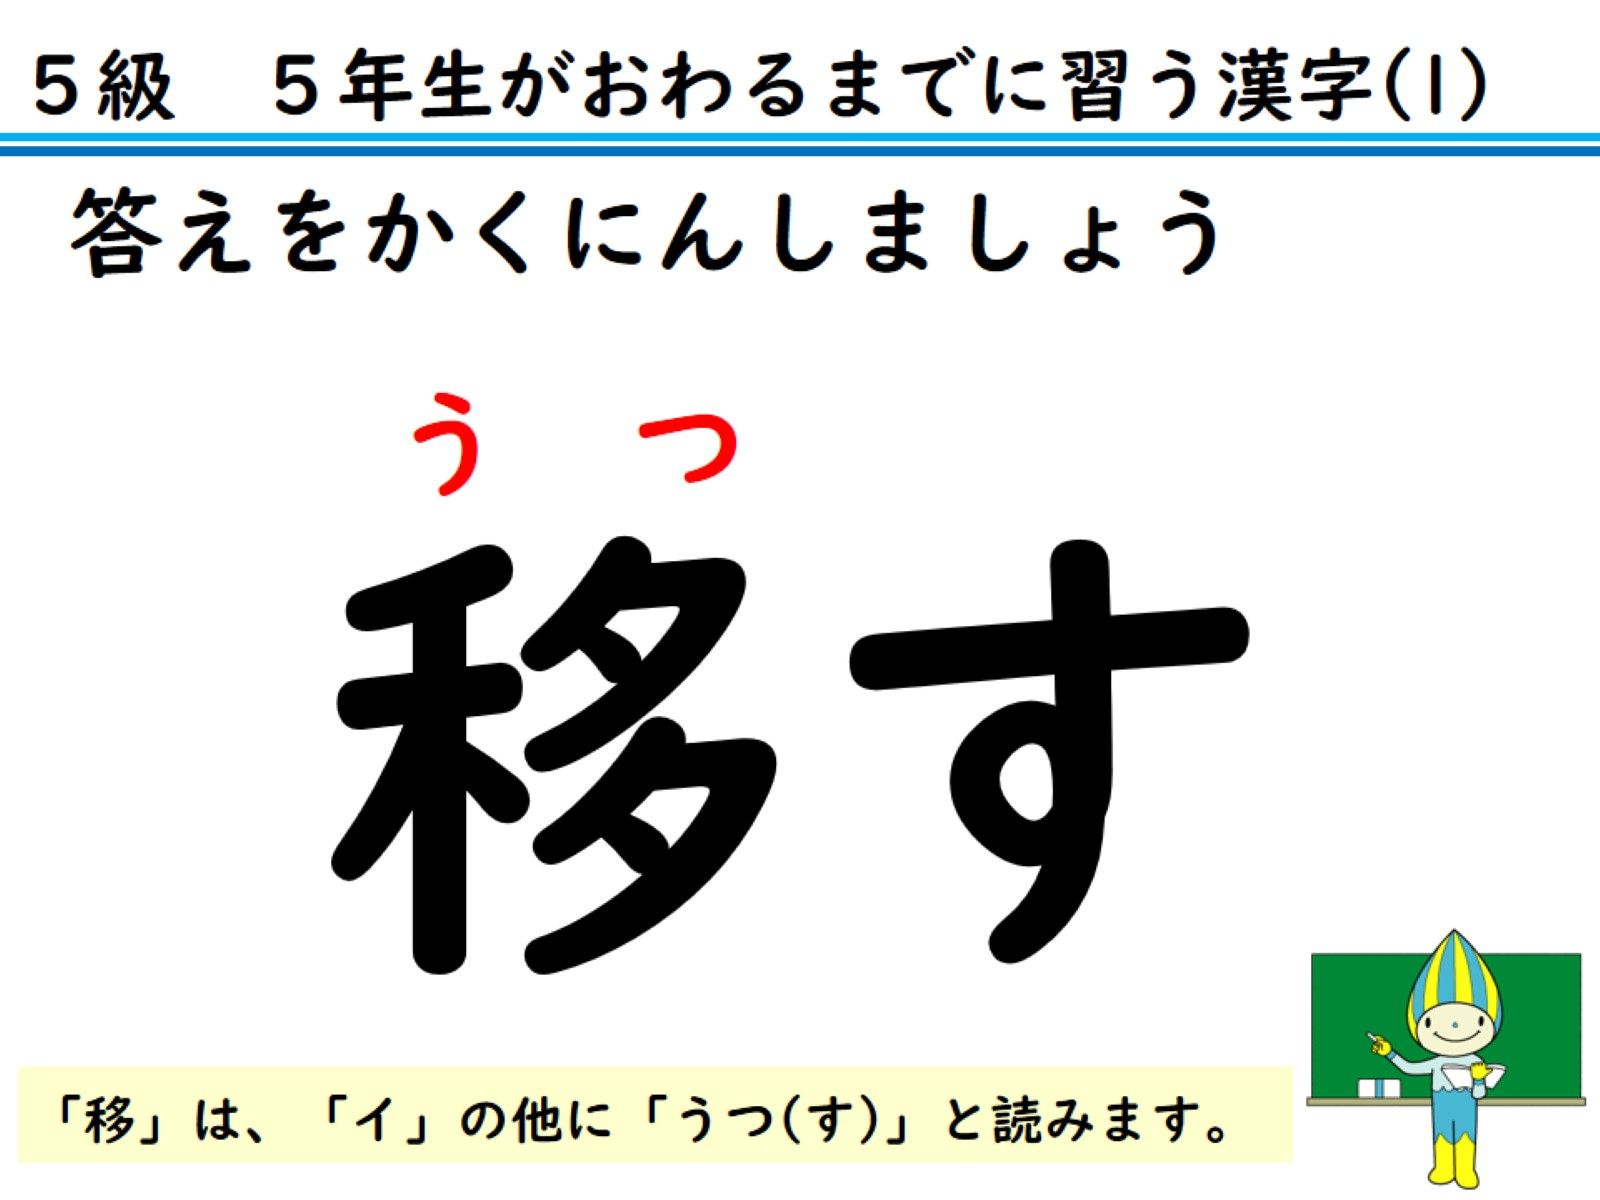 ５級　５年生がおわるまでに習う漢字(1)
答えをかくにんしましょう
うつ
移す
「移」は、「イ」の他に「うつ(す)」と読みます。